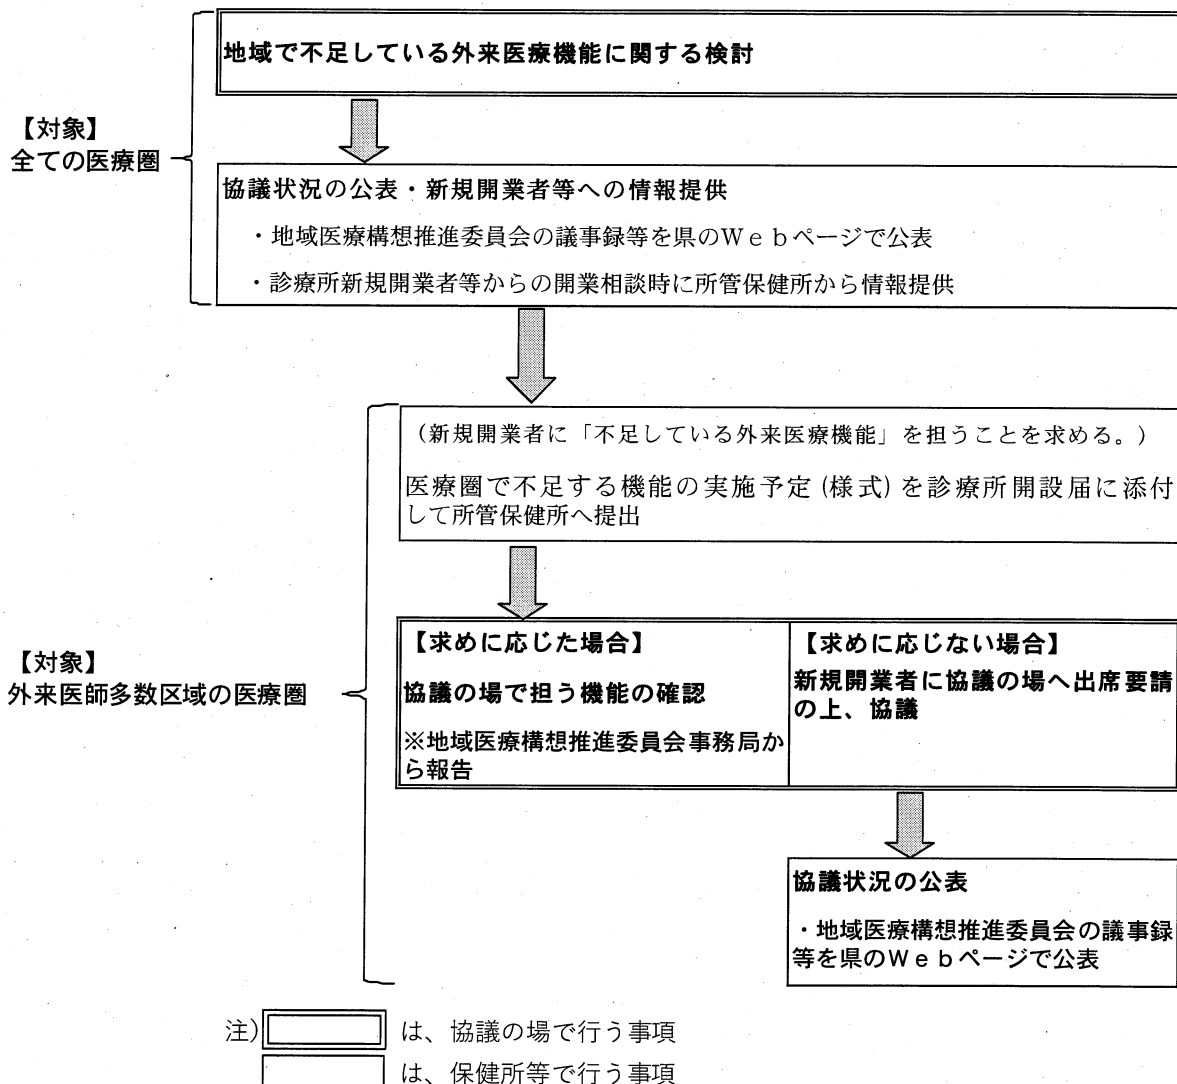 地域で不足している外来医療機能に関する検討
【対象】
全ての医療圏
協議状況の公表・新規開業者等への情報提供
・地域医療構想推進委員会の議事録等を県のWebページで公表
・診療所新規開業者等からの開業相談時に所管保健所から情報提供
（新規開業者に「不足している外来医療機能」を担うことを求める。）
医療圏で不足する機能の実施予定(様式)を診療所開設届に添付
して所管保健所へ提出
【対象】
外来医師多数区域の医療圏
【求めに応じた場合】
協議の場で担う機能の確認
※地域医療構想推進委員会事務局か
ら報告
【求めに応じない場合】
新規開業者に協議の場へ出席要請
の上、協議
協議状況の公表
・地域医療構想推進委員会の議事録
等を県のWebページで公表
注) は、協議の場で行う事項
は、保健所等で行う事項